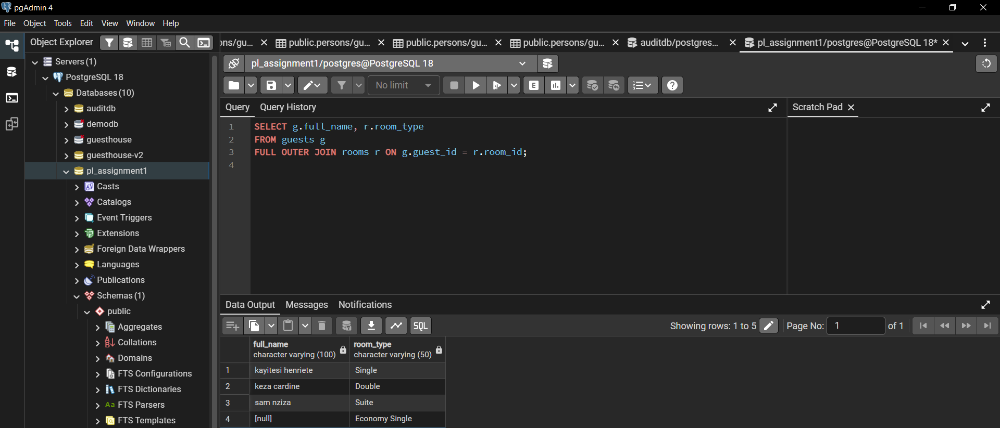 pgAdmin 4
File Object Tools Edit View Window Help
Object Explorer
ons/gu... public.persons/gu... public.persons/gu... public.persons/gu... auditdb/postgres... pl_assignment1/postgres@PostgreSQL 18*
Servers (1)
PostgreSQL 18
Databases (10)
auditdb
demodb
guesthouse
guesthouse-v2
pl_assignment1
Casts
Catalogs
Event Triggers
Extensions
Foreign Data Wrappers
Languages
Publications
Schemas (1)
public
Aggregates
Collations
Domains
FTS Configurations
FTS Dictionaries
Aa FTS Parsers
FTS Templates
pl_assignment1/postgres@PostgreSQL 18
No limit
E
Query Query History
Scratch Pad
1 SELECT g.full_name, r.room_type
2 FROM guests g
3 FULL OUTER JOIN rooms r ON g.guest_id = r.room_id;
4
Data Output Messages Notifications
SQL
Showing rows: 1 to 5 Page No: 1 of 1
full_name room_type
character varying (100) character varying (50)
1 kayitesi henriete Single
2 keza cardine Double
3 sam nziza Suite
4 [null] Economy Single